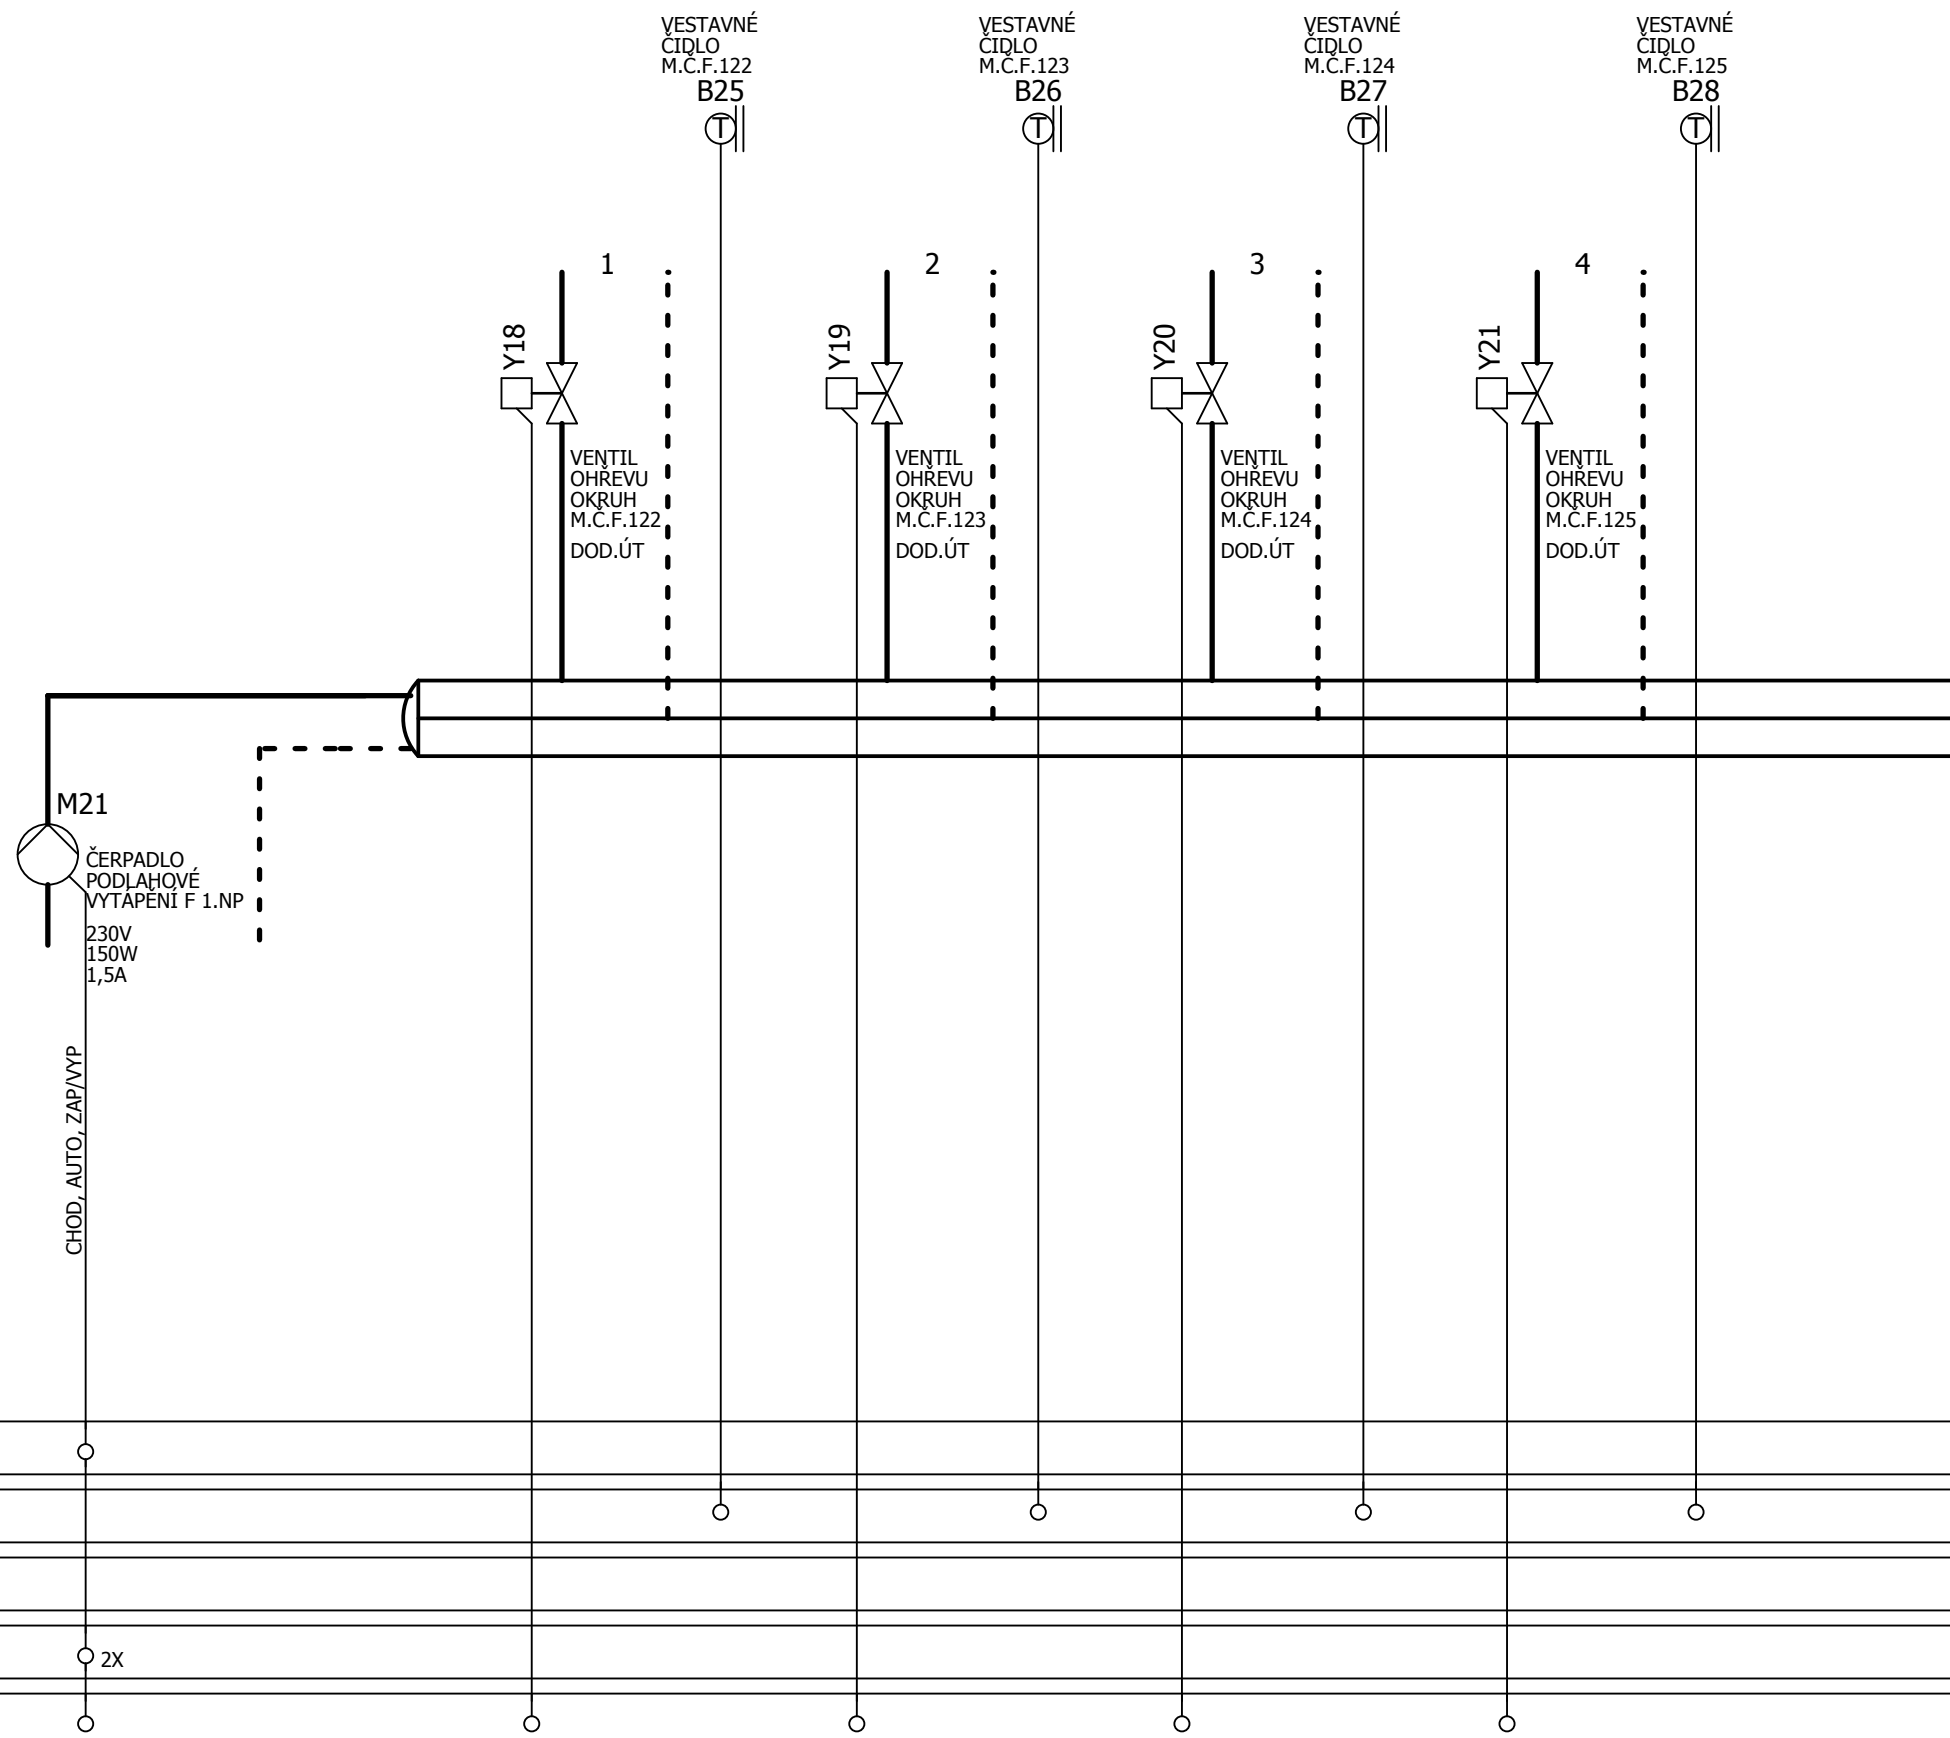 VESTAVNÉ
ČIDLO
M.Č.F.122
B25
T
VESTAVNÉ
ČIDLO
M.Č.F.123
B26
T
VESTAVNÉ
ČIDLO
M.Č.F.124
B27
T
VESTAVNÉ
ČIDLO
M.Č.F.125
B28
T
1
Y18
VENTIL
OHŘEVU
OKRUH
M.Č.F.122
DOD.ÚT
2
Y19
VENTIL
OHŘEVU
OKRUH
M.Č.F.123
DOD.ÚT
3
Y20
VENTIL
OHŘEVU
OKRUH
M.Č.F.124
DOD.ÚT
4
Y21
VENTIL
OHŘEVU
OKRUH
M.Č.F.125
DOD.ÚT
M21
ČERPADLO
PODLAHOVÉ
VYTÁPĚNÍ F 1.NP
230V
150W
1,5A
CHOD, AUTO, ZAP/VYP
2X